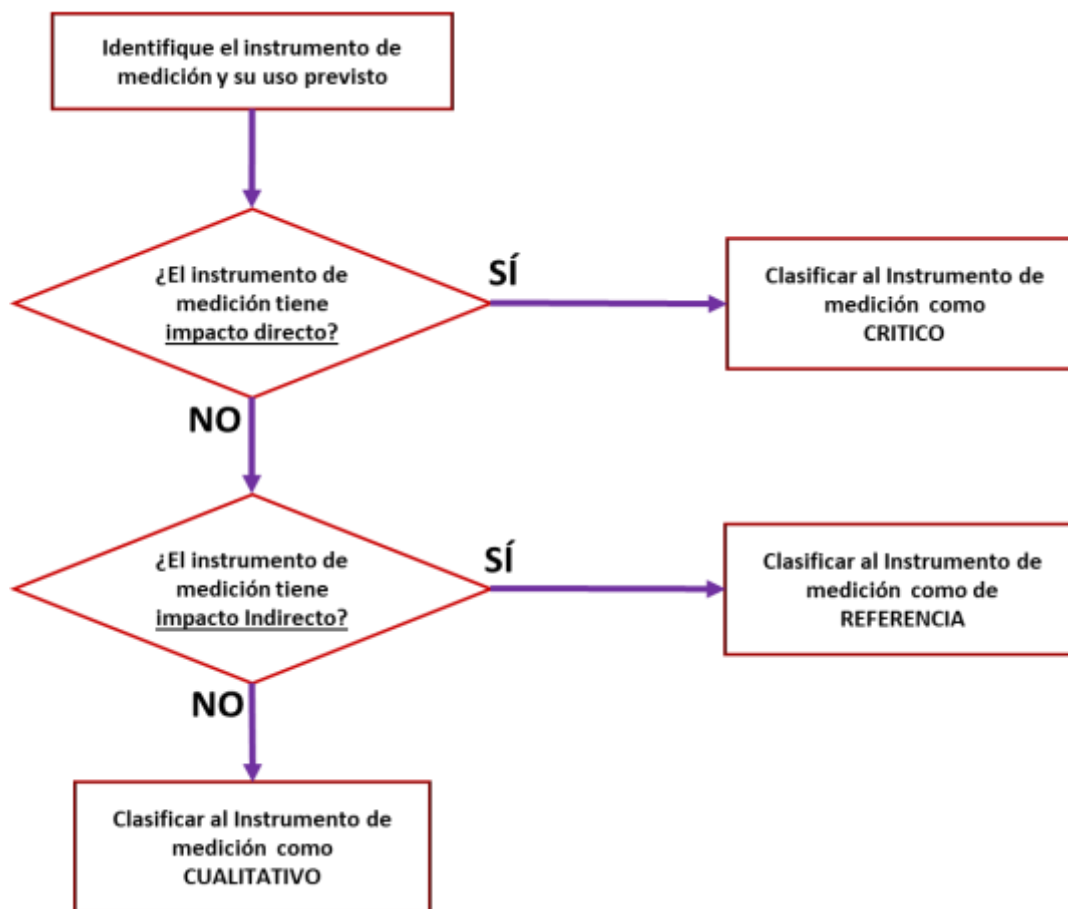 Identifique el instrumento de
medición y su uso previsto
¿El instrumento de
medición tiene
impacto directo?
SÍ
Clasificar al Instrumento de
medición como
CRITICO
NO
¿El instrumento de
medición tiene
impacto Indirecto?
SÍ
Clasificar al Instrumento de
medición como de
REFERENCIA
NO
Clasificar al Instrumento de
medición como
CUALITATIVO